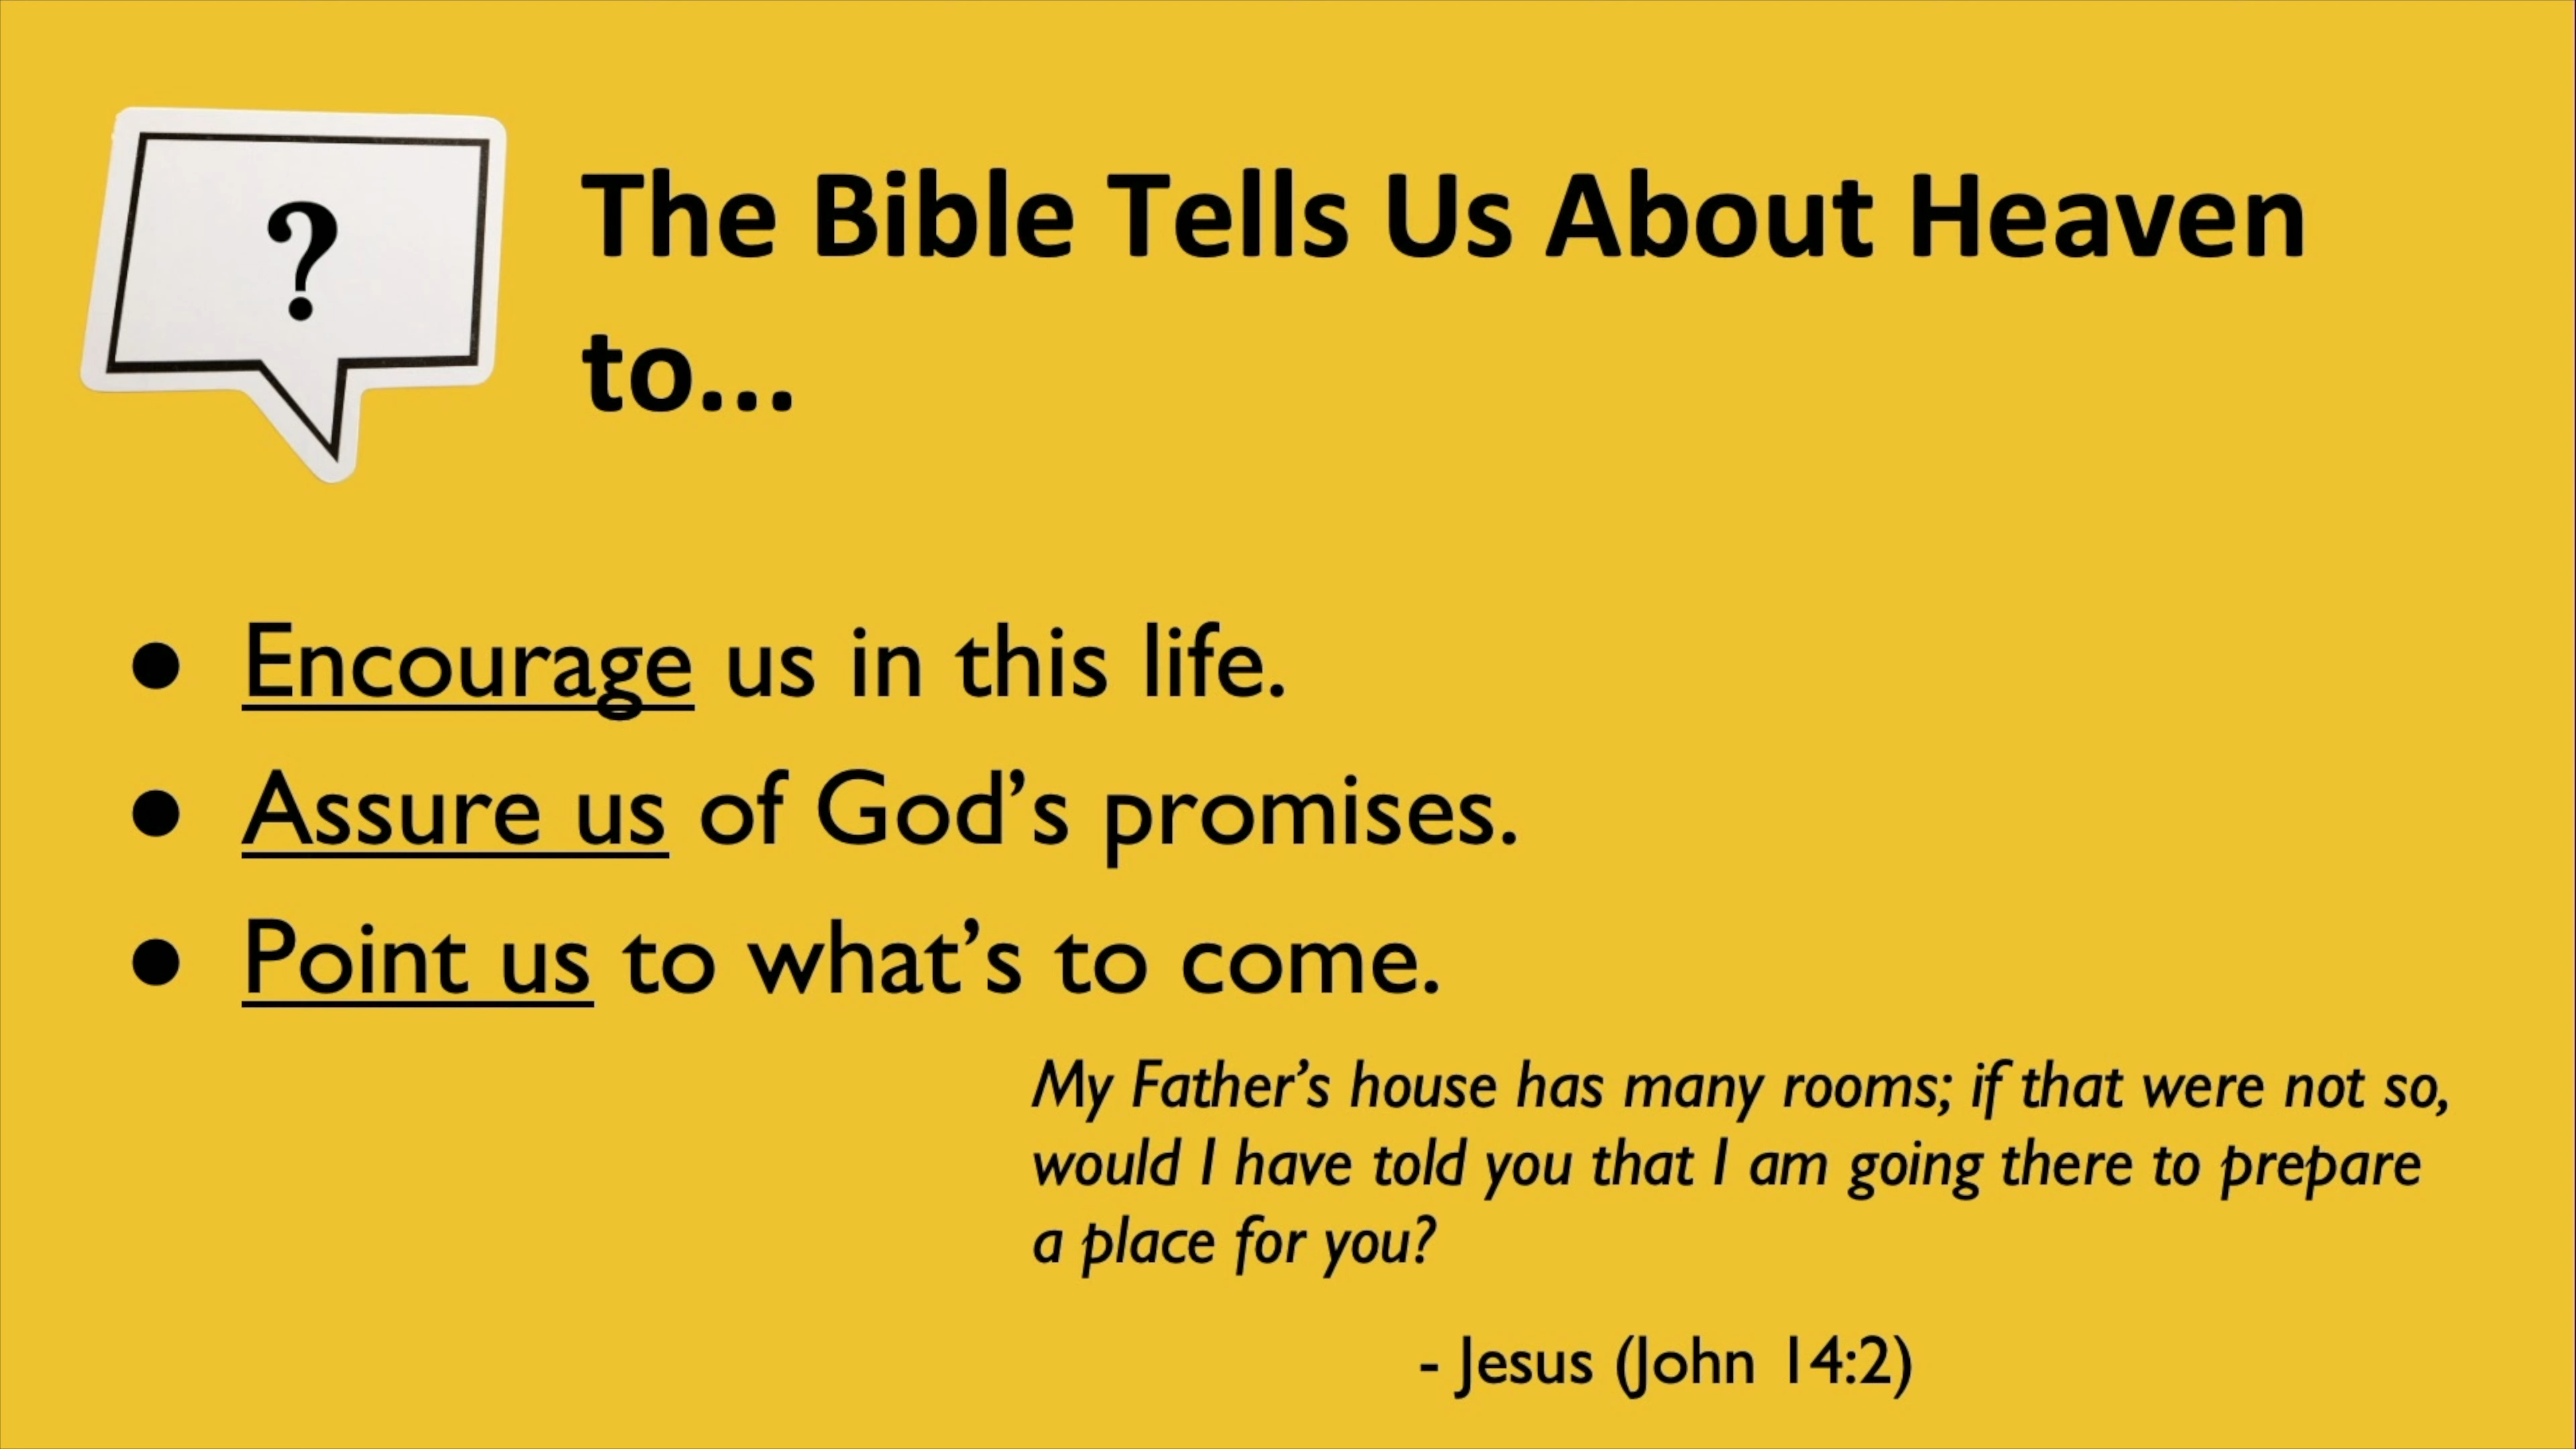 ?
The Bible Tells Us About Heaven
to...
● Encourage us in this life.
● Assure us of God’s promises.
● Point us to what’s to come.
My Father’s house has many rooms; if that were not so,
would I have told you that I am going there to prepare
a place for you?
- Jesus (John 14:2)